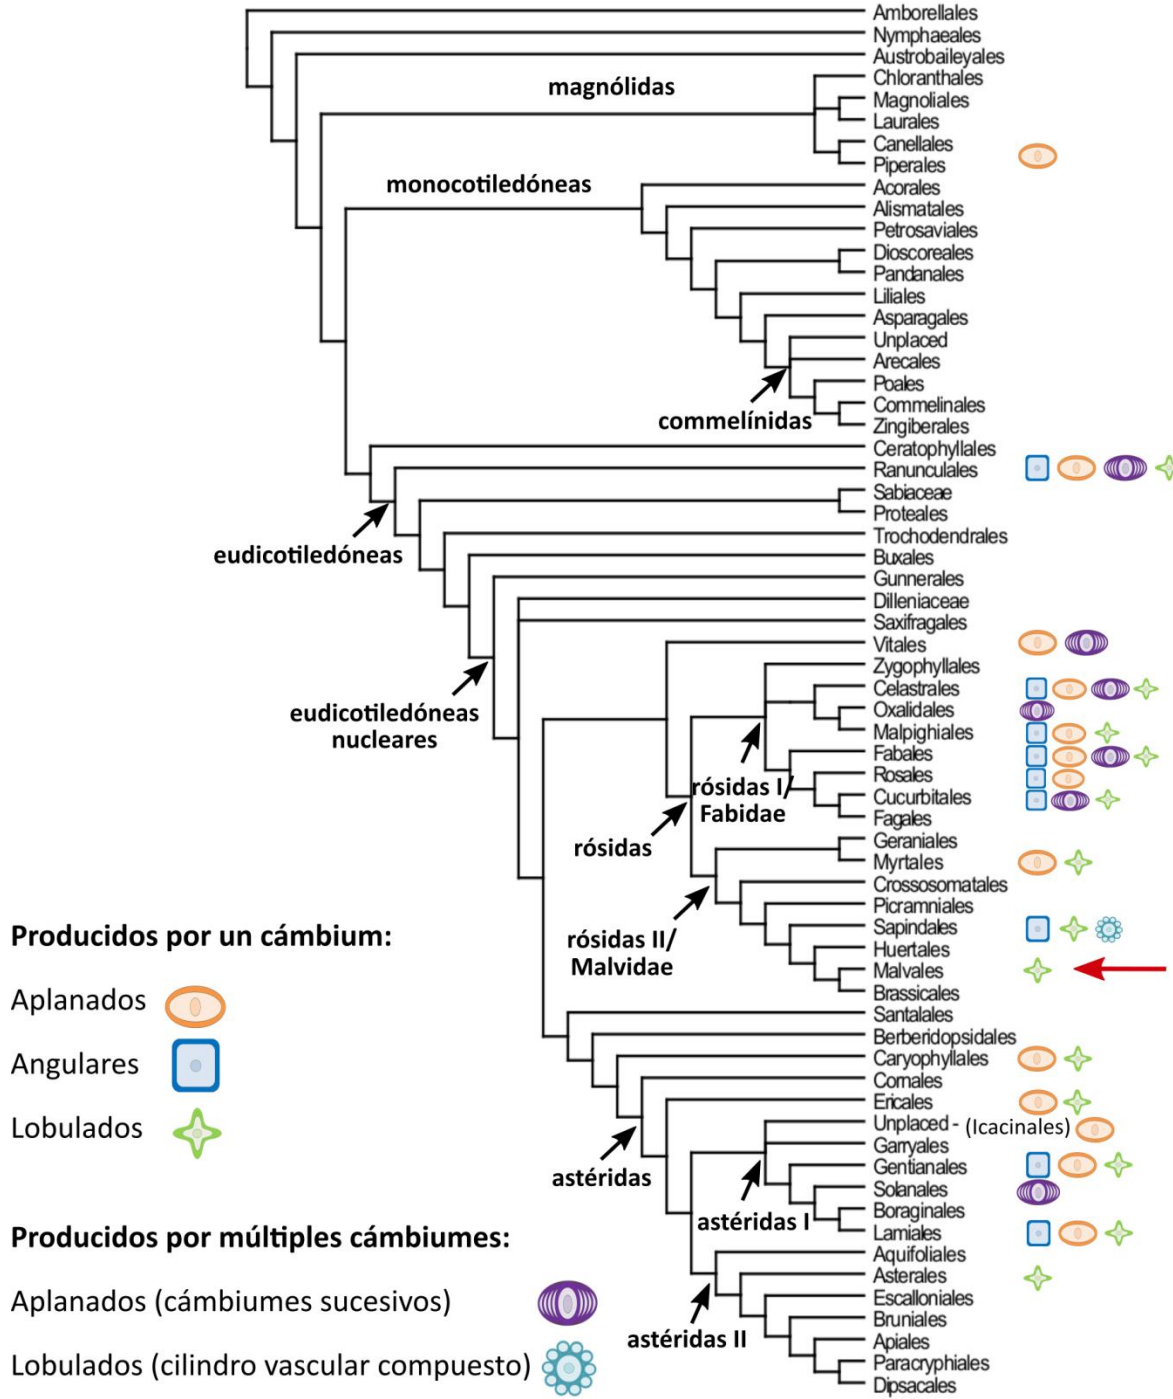 Amborellales
Nymphaeales
Austrobaileyales
magnólidas
Chloranthales
Magnoliales
Laurales
Canellales
Piperales
monocotiledóneas
Acorales
Alismatales
Petrosaviales
Dioscoreales
Pandanales
Liliales
Asparagales
Unplaced
Arecales
Poales
Commelinales
Zingiberales
commelínidas
Ceratophyllales
Ranunculales
Sabiaceae
Proteales
eudicotiledóneas
Trochodendrales
Buxales
Gunnerales
Dilleniaceae
Saxifragales
Vitales
eudicotiledóneas
nucleares
Zygophyllales
Celastrales
Oxalidales
Malpighiales
Fabales
Rosales
Cucurbitales
Fagales
rósidas I/
Fabidae
rósidas
Geraniales
Myrtales
Crossosomatales
Picramniales
Sapindales
Huertales
Malvales
Brassicales
rósidas II/
Malvidae
Santalales
Berberidopsidales
Caryophyllales
Cornales
Ericales
Unplaced - (Icacinales)
Garryales
Gentianales
Solanales
Boraginales
Lamiales
astéridas
astéridas I
Aquifoliales
Asterales
Escalloniales
Bruniales
Apiales
Paracryphiales
Dipsacales
astéridas II
Producidos por un cámbium:
Aplanados
Angulares
Lobulados
Producidos por múltiples cámbiumes:
Aplanados (cámbiumes sucesivos)
Lobulados (cilindro vascular compuesto)